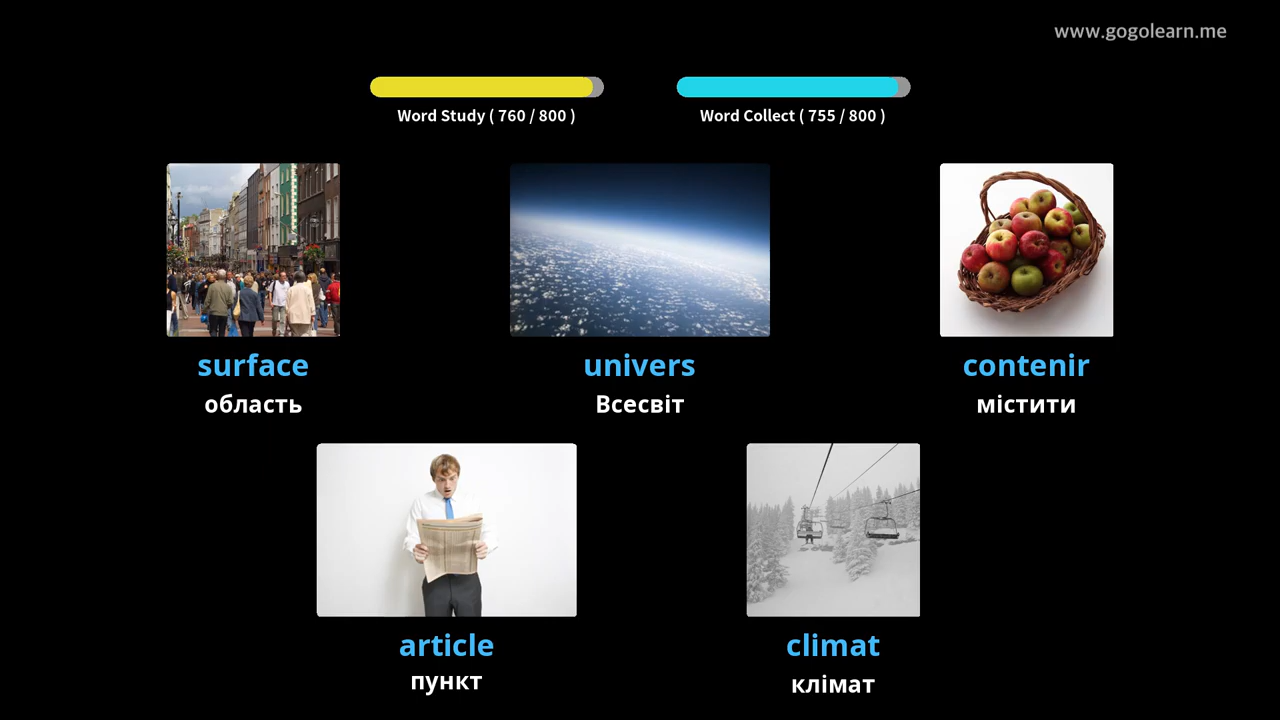 www.gogolearn.me
Word Study ( 760 / 800 )
Word Collect ( 755 / 800 )
surface
univers
contenir
область
Всесвіт
містити
article
climat
пункт
клімат